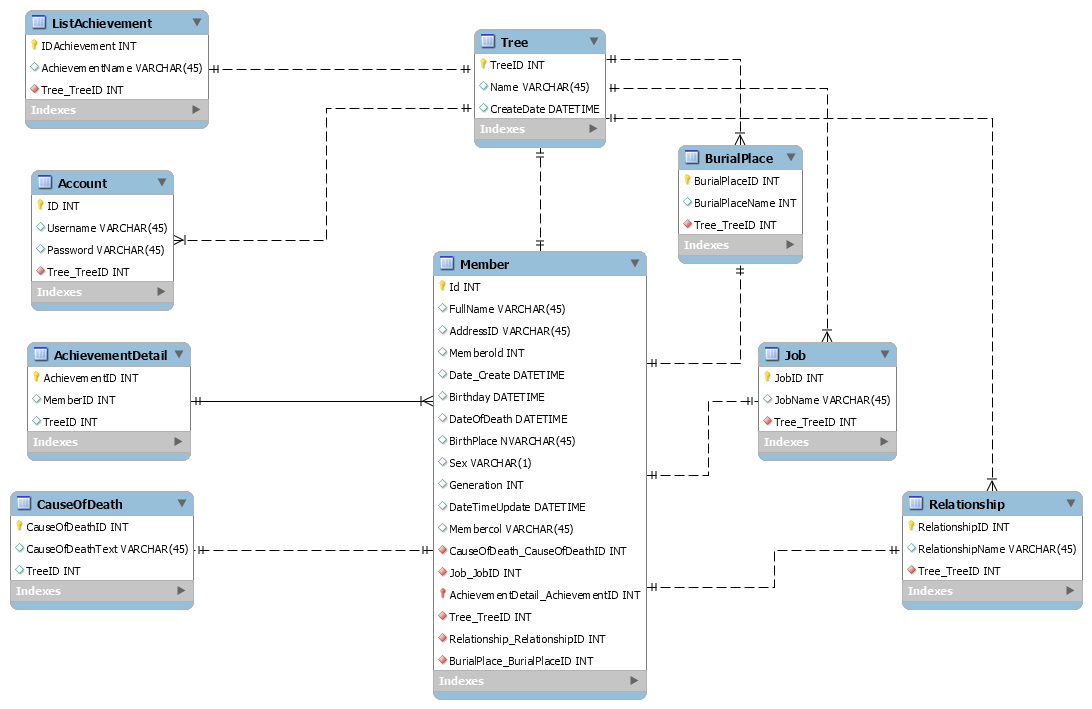 ListAchievement
IDAchievement INT
AchievementName VARCHAR(45)
Tree_TreeID INT
Indexes
Tree
TreeID INT
Name VARCHAR(45)
CreateDate DATETIME
Indexes
Account
ID INT
Username VARCHAR(45)
Password VARCHAR(45)
Tree_TreeID INT
Indexes
BurialPlace
BurialPlaceID INT
BurialPlaceName INT
Tree_TreeID INT
Indexes
Member
Id INT
FullName VARCHAR(45)
AddressID VARCHAR(45)
MemberOld INT
Date_Create DATETIME
Birthday DATETIME
DateOfDeath DATETIME
BirthPlace NVARCHAR(45)
Sex VARCHAR(1)
Generation INT
DateTimeUpdate DATETIME
Membercol VARCHAR(45)
CauseOfDeath_CauseOfDeathID INT
Job_JobID INT
AchievementDetail_AchievementID INT
Tree_TreeID INT
Relationship_RelationshipID INT
BurialPlace_BurialPlaceID INT
Indexes
AchievementDetail
AchievementID INT
MemberID INT
TreeID INT
Indexes
Job
JobID INT
JobName VARCHAR(45)
Tree_TreeID INT
Indexes
CauseOfDeath
CauseOfDeathID INT
CauseOfDeathText VARCHAR(45)
TreeID INT
Indexes
Relationship
RelationshipID INT
RelationshipName VARCHAR(45)
Tree_TreeID INT
Indexes